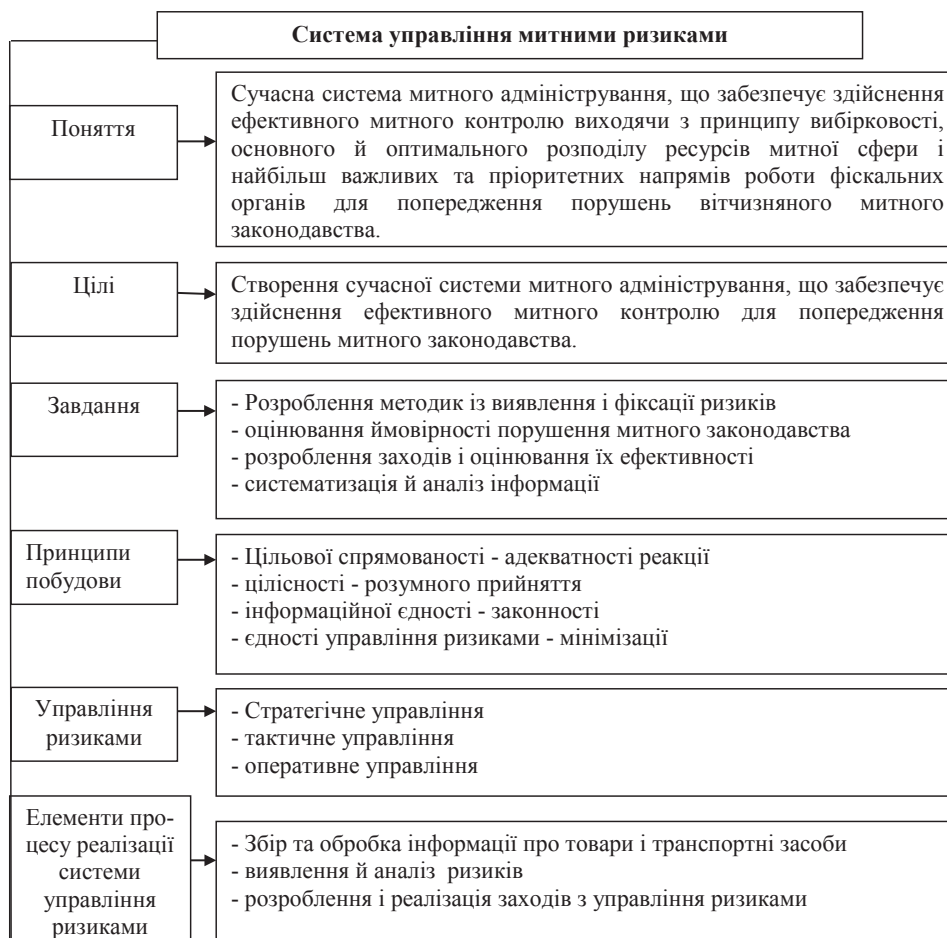 Система управління митними ризиками
Поняття
Сучасна система митного адміністрування, що забезпечує здійснення
ефективного митного контролю виходячи з принципу вибірковості,
основного й оптимального розподілу ресурсів митної сфери і
найбільш важливих та пріоритетних напрямів роботи фіскальних
органів для попередження порушень вітчизняного митного
законодавства.
Цілі
Створення сучасної системи митного адміністрування, що забезпечує
здійснення ефективного митного контролю для попередження
порушень митного законодавства.
Завдання
- Розроблення методик із виявлення і фіксації ризиків
- оцінювання ймовірності порушення митного законодавства
- розроблення заходів і оцінювання їх ефективності
- систематизація й аналіз інформації
Принципи
побудови
- Цільової спрямованості - адекватності реакції
- цілісності - розумного прийняття
- інформаційної єдності - законності
- єдності управління ризиками - мінімізації
Управління
ризиками
- Стратегічне управління
- тактичне управління
- оперативне управління
Елементи про-
цесу реалізації
системи
управління
ризиками
- Збір та обробка інформації про товари і транспортні засоби
- виявлення й аналіз ризиків
- розроблення і реалізація заходів з управління ризиками